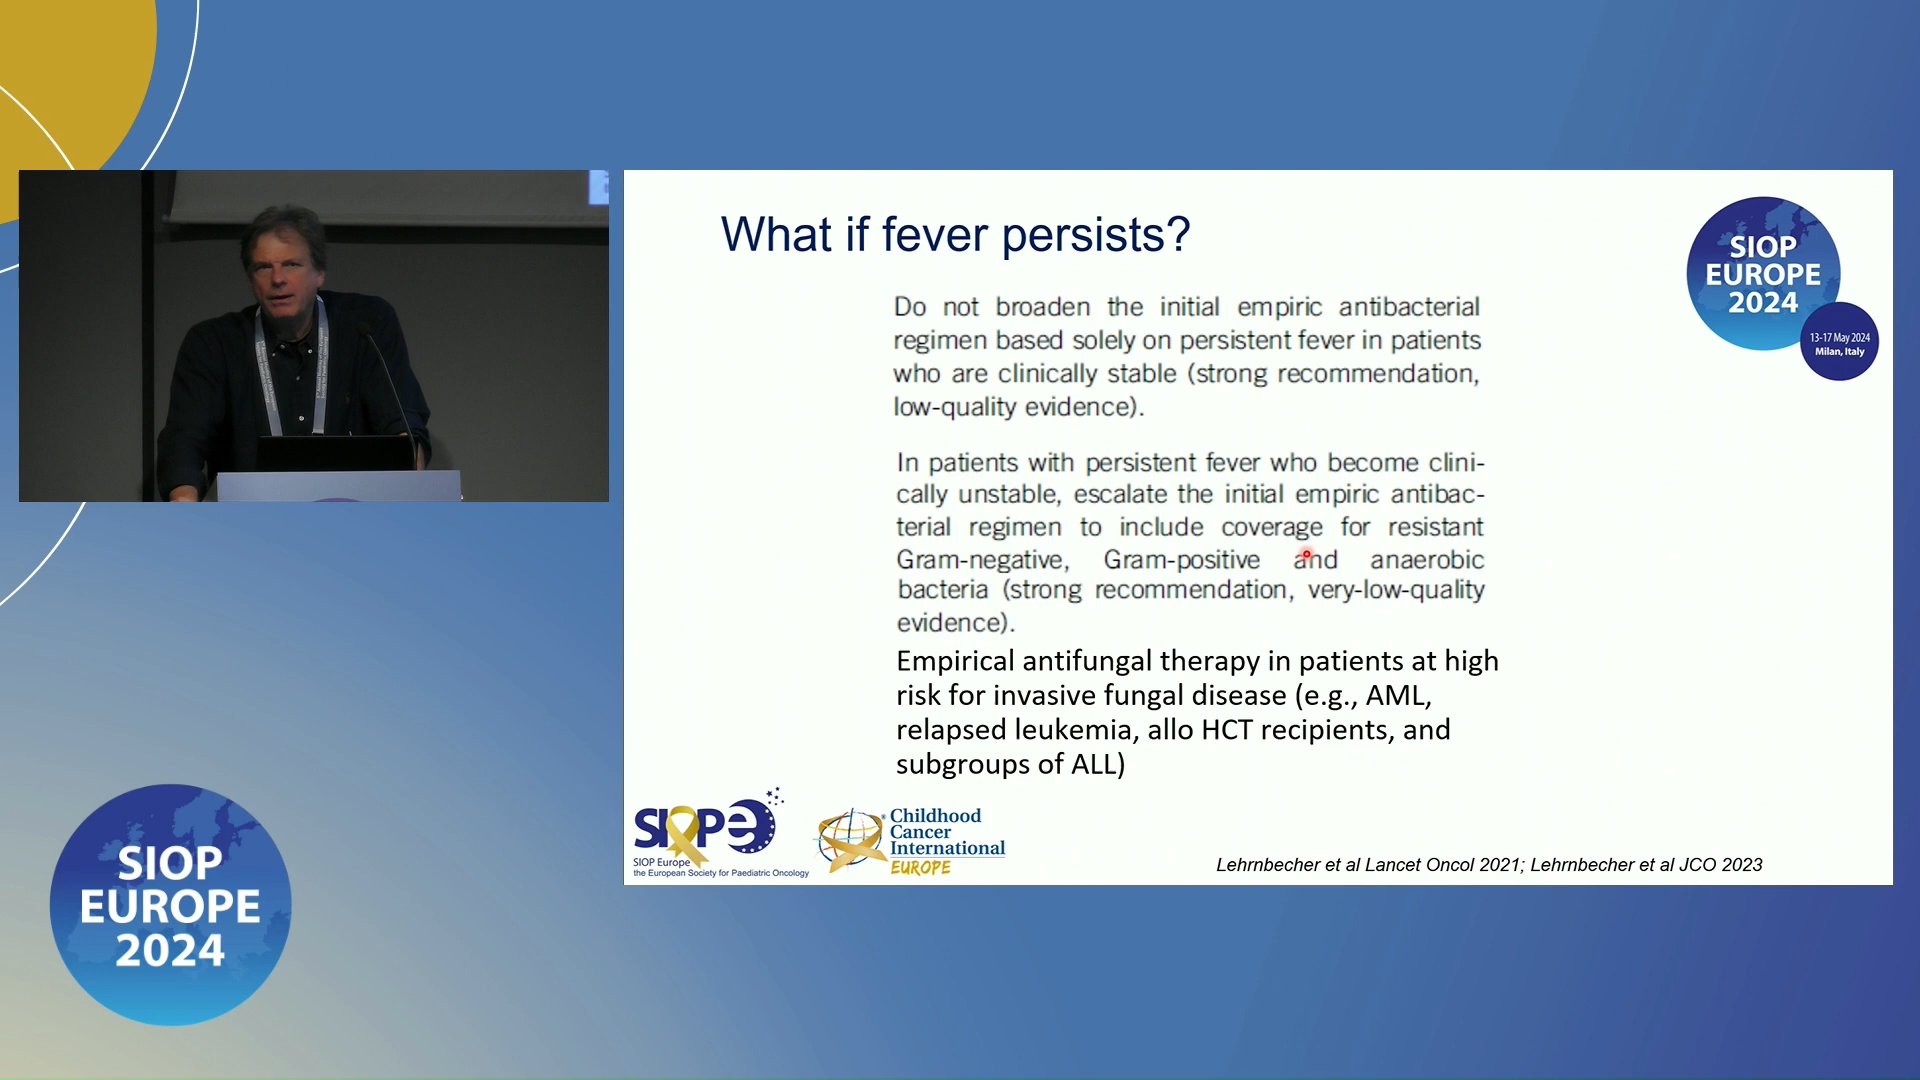 What if fever persists?
SIOP
EUROPE
2024
13-17 May 2024
Milan, Italy
Do not broaden the initial empiric antibacterial
regimen based solely on persistent fever in patients
who are clinically stable (strong recommendation,
low-quality evidence).
In patients with persistent fever who become clini-
cally unstable, escalate the initial empiric antibac-
terial regimen to include coverage for resistant
Gram-negative, Gram-positive and anaerobic
bacteria (strong recommendation, very-low-quality
evidence).
Empirical antifungal therapy in patients at high
risk for invasive fungal disease (e.g., AML,
relapsed leukemia, allo HCT recipients, and
subgroups of ALL)
SIOPe
SIOP Europe
the European Society for Paediatric Oncology
Childhood
Cancer
International
EUROPE
Lehrnbecher et al Lancet Oncol 2021; Lehrnbecher et al JCO 2023
SIOP
EUROPE
2024